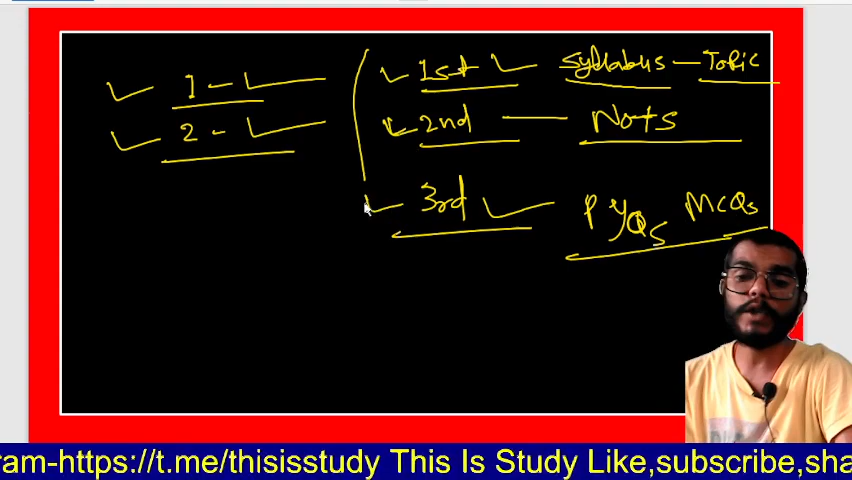 1 -
2 -
1st Syllabus - Topic
2nd - Nots
3rd PYQs MCQs
ram-https://t.me/thisisstudy This Is Study Like,subscribe,sha